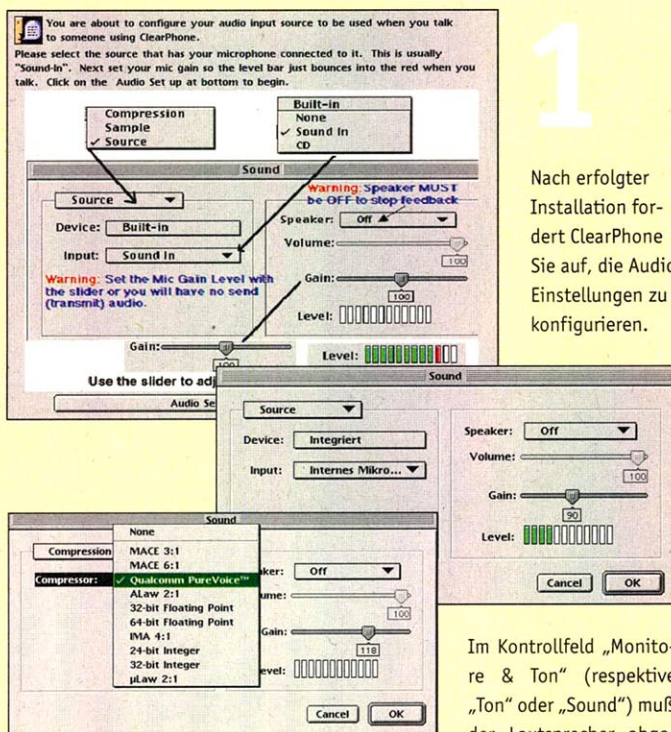 You are about to configure your audio input source to be used when you talk
to someone using ClearPhone.
Please select the source that has your microphone connected to it. This is usually
"Sound-In". Next set your mic gain so the level bar just bounces into the red when you
talk. Click on the Audio Set up at bottom to begin.
Compression
Sample
✓ Source
Built-in
None
✓ Sound In
CD
Sound
Source
Device: Built-in
Input: Sound In
Warning: Set the Mic Gain Level with
the slider or you will have no send
(transmit) audio.
Warning: Speaker MUST
be OFF to stop feedback
Speaker: Off
Volume:
100
Gain:
100
Level:
Gain:
100
Level:
Use the slider to adj
Audio Se
1
Nach erfolgter
Installation for-
dert ClearPhone
Sie auf, die Audio
Einstellungen zu
konfigurieren.
Sound
Source
Device: Integriert
Input: Internes Mikro...
Speaker: Off
Volume:
100
Gain:
90
Level:
Cancel
OK
Sound
Compression
Compressor:
None
MACE 3:1
MACE 6:1
✓ Qualcomm PureVoice™
ALaw 2:1
32-bit Floating Point
64-bit Floating Point
IMA 4:1
24-bit Integer
32-bit Integer
µLaw 2:1
ker: Off
ume:
100
Gain:
118
evel:
Cancel
OK
Im Kontrollfeld „Monito-
re & Ton" (respektive
„Ton" oder „Sound") muß